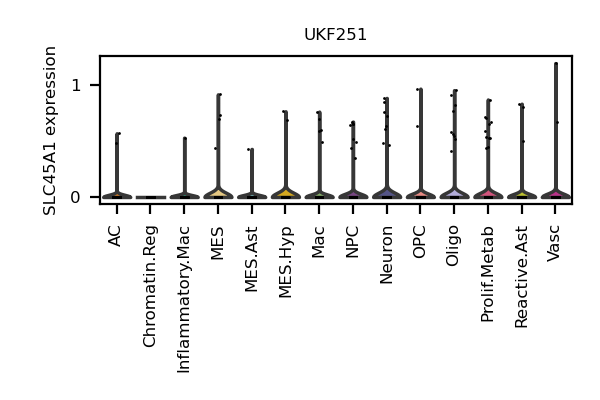 UKF251
SLC45A1 expression
1
0
AC
Chromatin.Reg
Inflammatory.Mac
MES
MES.Ast
MES.Hyp
Mac
NPC
Neuron
OPC
Oligo
Prolif.Metab
Reactive.Ast
Vasc